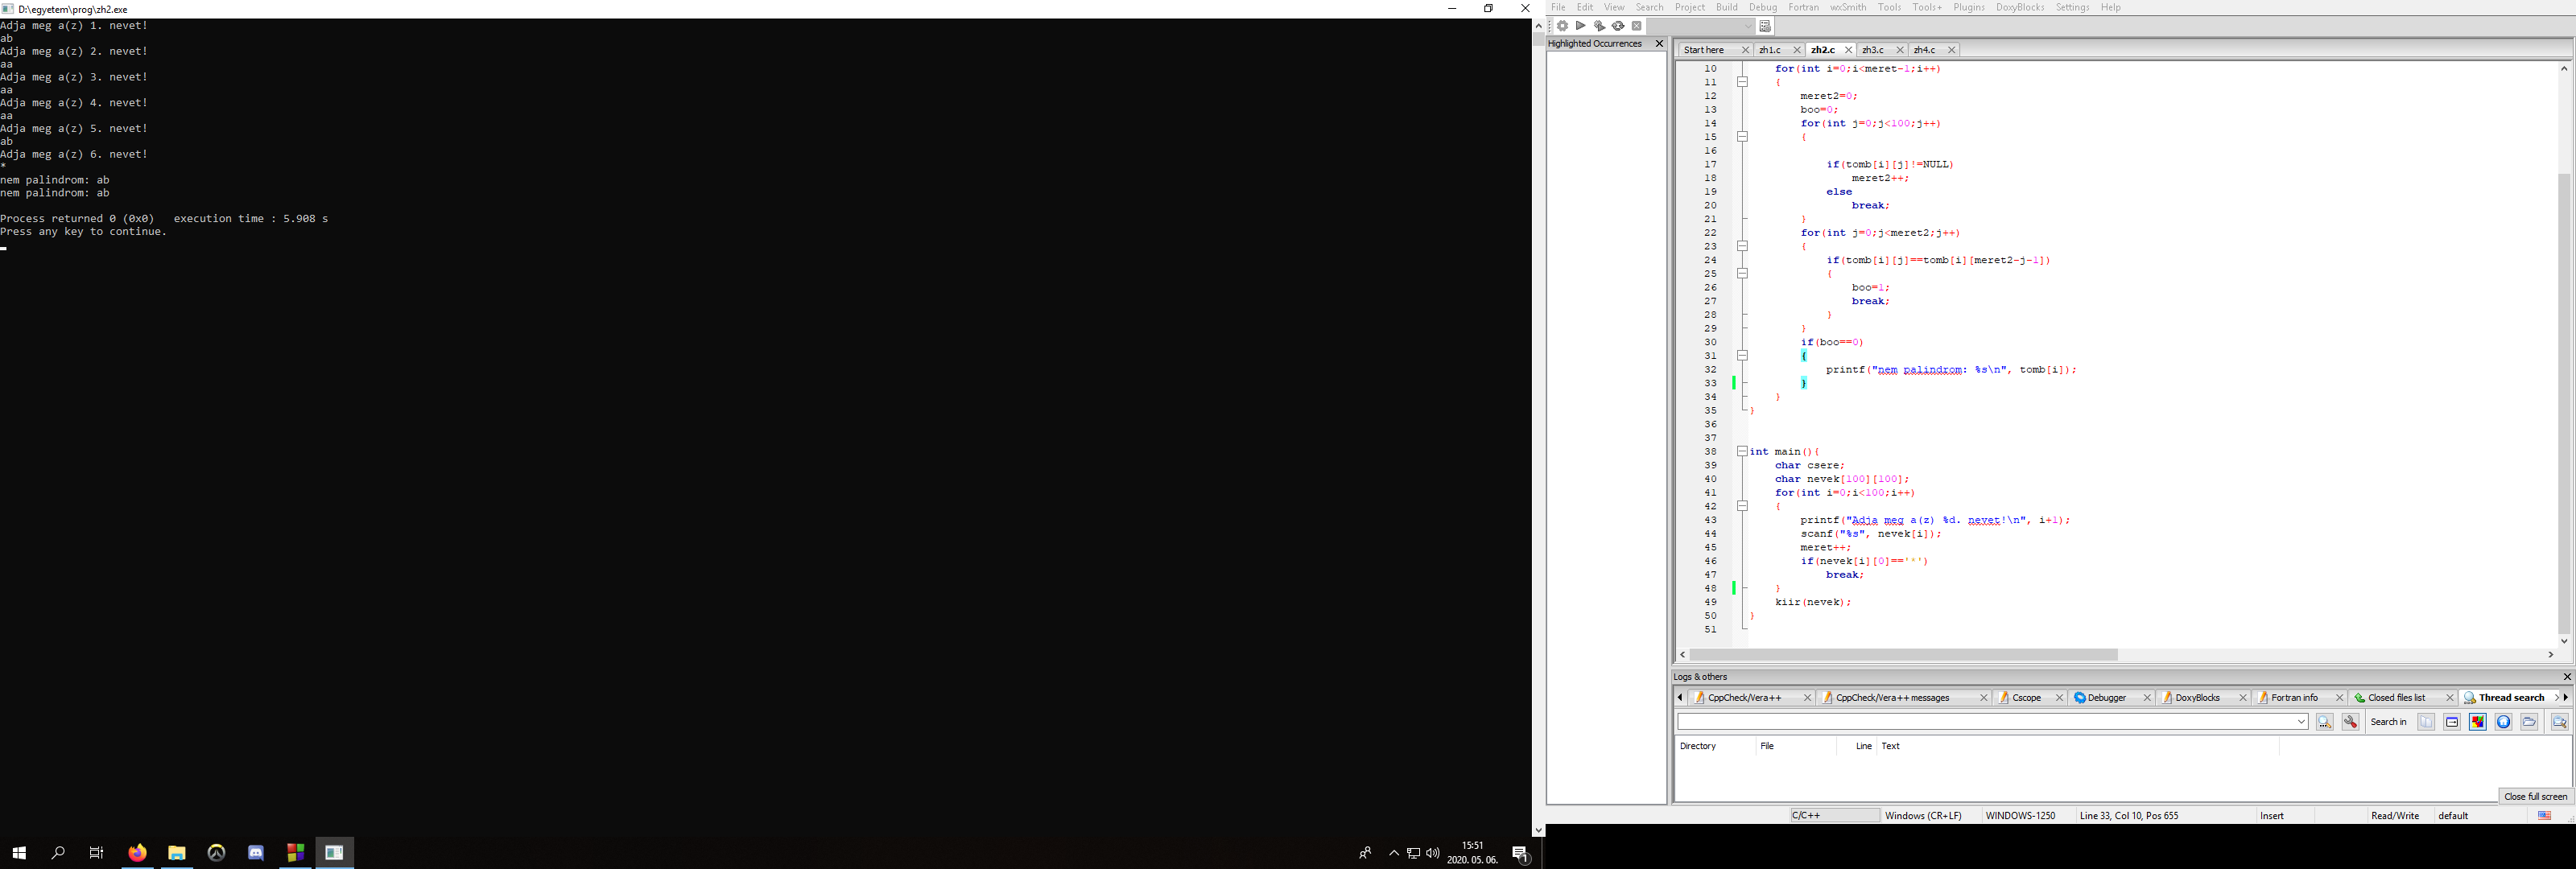 D:\egyetem\prog\zh2.exe
Adja meg a(z) 1. nevet!
ab
Adja meg a(z) 2. nevet!
aa
Adja meg a(z) 3. nevet!
aa
Adja meg a(z) 4. nevet!
aa
Adja meg a(z) 5. nevet!
ab
Adja meg a(z) 6. nevet!
*
nem palindrom: ab
nem palindrom: ab
Process returned 0 (0x0)   execution time : 5.908 s
Press any key to continue.
15:51
2020. 05. 06.
1
File Edit View Search Project Build Debug Fortran wxSmith Tools Tools+ Plugins DoxyBlocks Settings Help
Highlighted Occurrences
Start here zh1.c zh2.c zh3.c zh4.c
10     for(int i=0;i<meret-1;i++)
11     {
12         meret2=0;
13         boo=0;
14         for(int j=0;j<100;j++)
15         {
16
17             if(tomb[i][j]!=NULL)
18                 meret2++;
19             else
20                 break;
21         }
22         for(int j=0;j<meret2;j++)
23         {
24             if(tomb[i][j]==tomb[i][meret2-j-1])
25             {
26                 boo=1;
27                 break;
28             }
29         }
30         if(boo==0)
31         {
32             printf("nem palindrom: %s\n", tomb[i]);
33         }
34     }
35 }
36
37
38 int main(){
39     char csere;
40     char nevek[100][100];
41     for(int i=0;i<100;i++)
42     {
43         printf("Adja meg a(z) %d. nevet!\n", i+1);
44         scanf("%s", nevek[i]);
45         meret++;
46         if(nevek[i][0]=='*')
47             break;
48     }
49     kiir(nevek);
50 }
51
Logs & others
CppCheck/Vera++ CppCheck/Vera++ messages Cscope Debugger DoxyBlocks Fortran info Closed files list Thread search
Search in
Directory File Line Text
Close full screen
C/C++ Windows (CR+LF) WINDOWS-1250 Line 33, Col 10, Pos 655 Insert Read/Write default